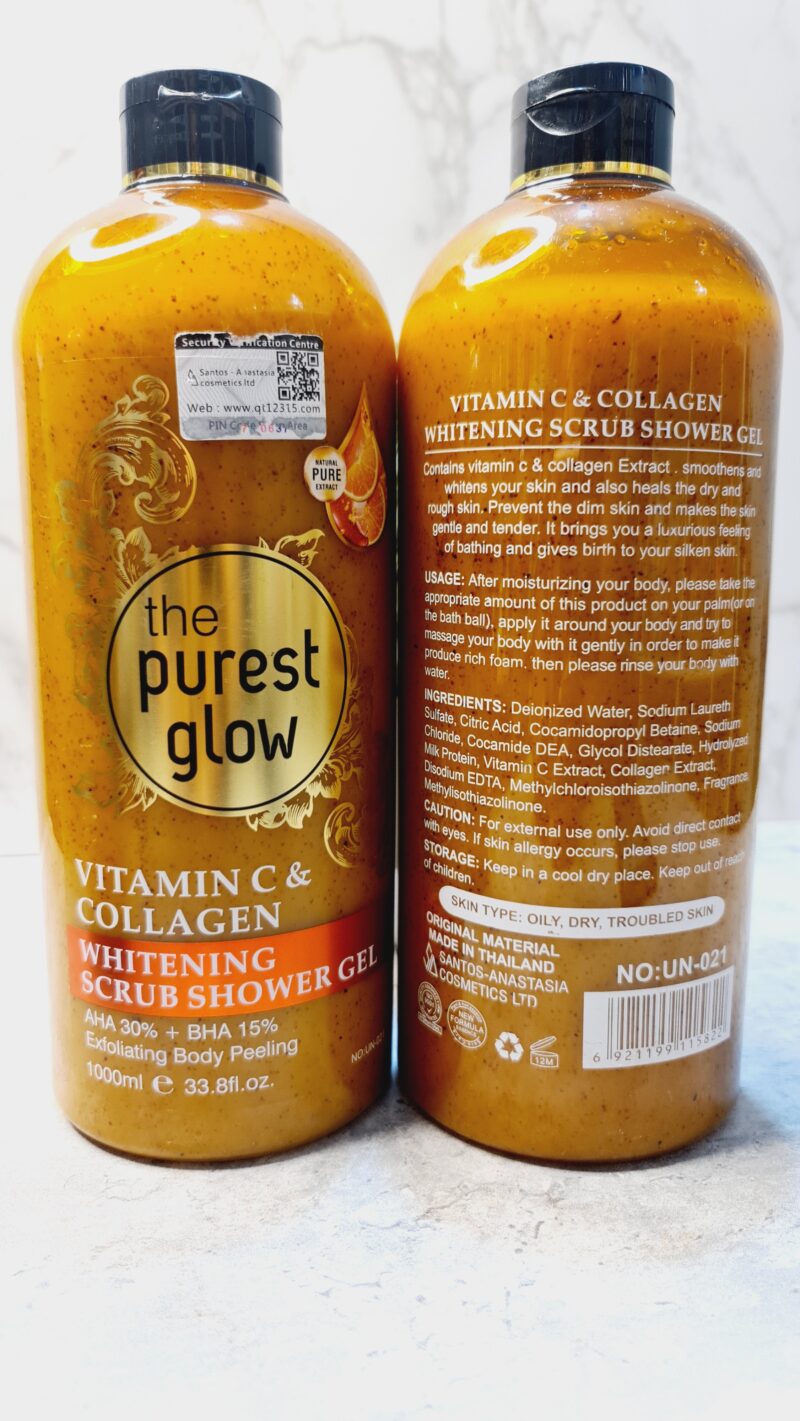 Security Verification Centre
Santos - Anastasia
cosmetics ltd
Web : www.qt12315.com
PIN Code Area
NATURAL
PURE
EXTRACT
the
purest
glow
VITAMIN C &
COLLAGEN
WHITENING
SCRUB SHOWER GEL
AHA 30% + BHA 15%
Exfoliating Body Peeling
1000ml e 33.8fl.oz.
NO:UN-021
VITAMIN C & COLLAGEN
WHITENING SCRUB SHOWER GEL
Contains vitamin c & collagen Extract . smoothens and
whitens your skin and also heals the dry and
rough skin. Prevent the dim skin and makes the skin
gentle and tender. It brings you a luxurious feeling
of bathing and gives birth to your silken skin.
USAGE: After moisturizing your body, please take the
appropriate amount of this product on your palm(or on
the bath ball), apply it around your body and try to
massage your body with it gently in order to make it
produce rich foam. then please rinse your body with
water.
INGREDIENTS: Deionized Water, Sodium Laureth
Sulfate, Citric Acid, Cocamidopropyl Betaine, Sodium
Chloride, Cocamide DEA, Glycol Distearate, Hydrolyzed
Milk Protein, Vitamin C Extract, Collagen Extract,
Disodium EDTA, Methylchloroisothiazolinone, Fragrance
Methylisothiazolinone.
CAUTION: For external use only. Avoid direct contact
with eyes. If skin allergy occurs, please stop use.
STORAGE: Keep in a cool dry place. Keep out of reach
of children.
SKIN TYPE: OILY, DRY, TROUBLED SKIN
ORIGINAL MATERIAL
MADE IN THAILAND
SANTOS-ANASTASIA
COSMETICS LTD
NO:UN-021
NEW
FORMULA
12M
6 921199 115822